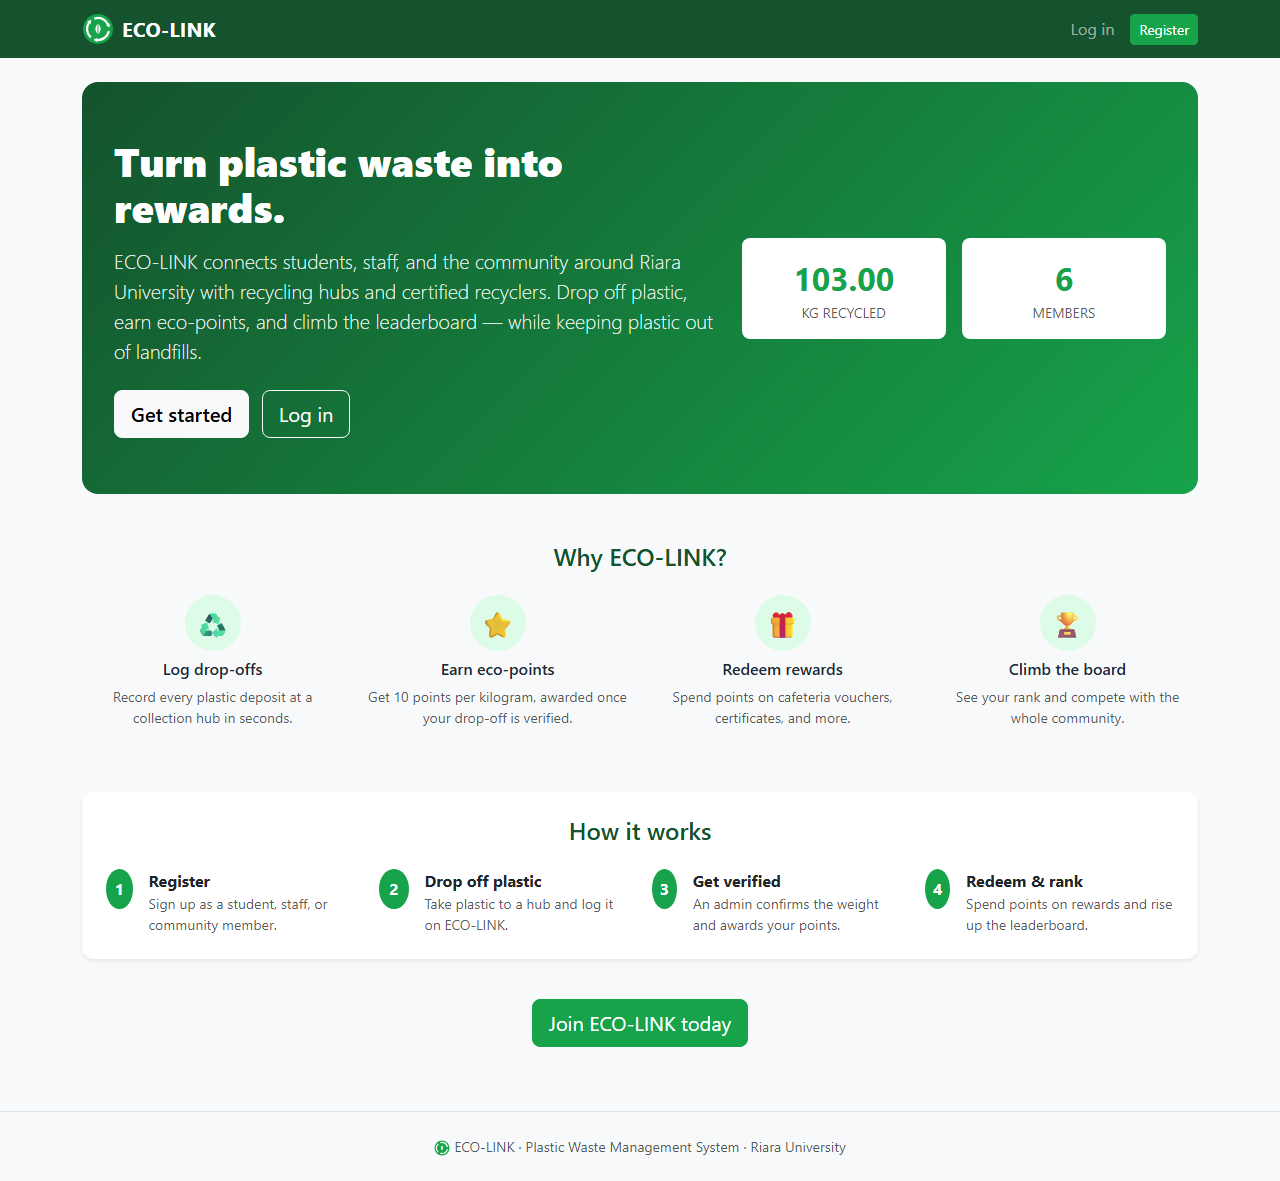 ECO-LINK
Log in
Register
Turn plastic waste into
rewards.
ECO-LINK connects students, staff, and the community around Riara
University with recycling hubs and certified recyclers. Drop off plastic,
earn eco-points, and climb the leaderboard — while keeping plastic out
of landfills.
Get started
Log in
103.00
KG RECYCLED
6
MEMBERS
Why ECO-LINK?
Log drop-offs
Record every plastic deposit at a
collection hub in seconds.
Earn eco-points
Get 10 points per kilogram, awarded once
your drop-off is verified.
Redeem rewards
Spend points on cafeteria vouchers,
certificates, and more.
Climb the board
See your rank and compete with the
whole community.
How it works
1
Register
Sign up as a student, staff, or
community member.
2
Drop off plastic
Take plastic to a hub and log it
on ECO-LINK.
3
Get verified
An admin confirms the weight
and awards your points.
4
Redeem & rank
Spend points on rewards and rise
up the leaderboard.
Join ECO-LINK today
ECO-LINK · Plastic Waste Management System · Riara University